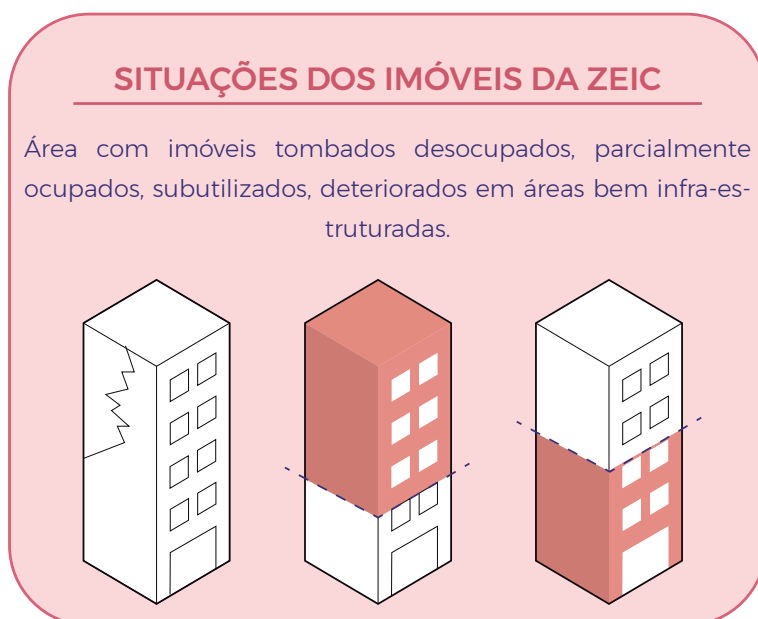 SITUAÇÕES DOS IMÓVEIS DA ZEIC
Área com imóveis tombados desocupados, parcialmente
ocupados, subutilizados, deteriorados em áreas bem infra-es-
truturadas.